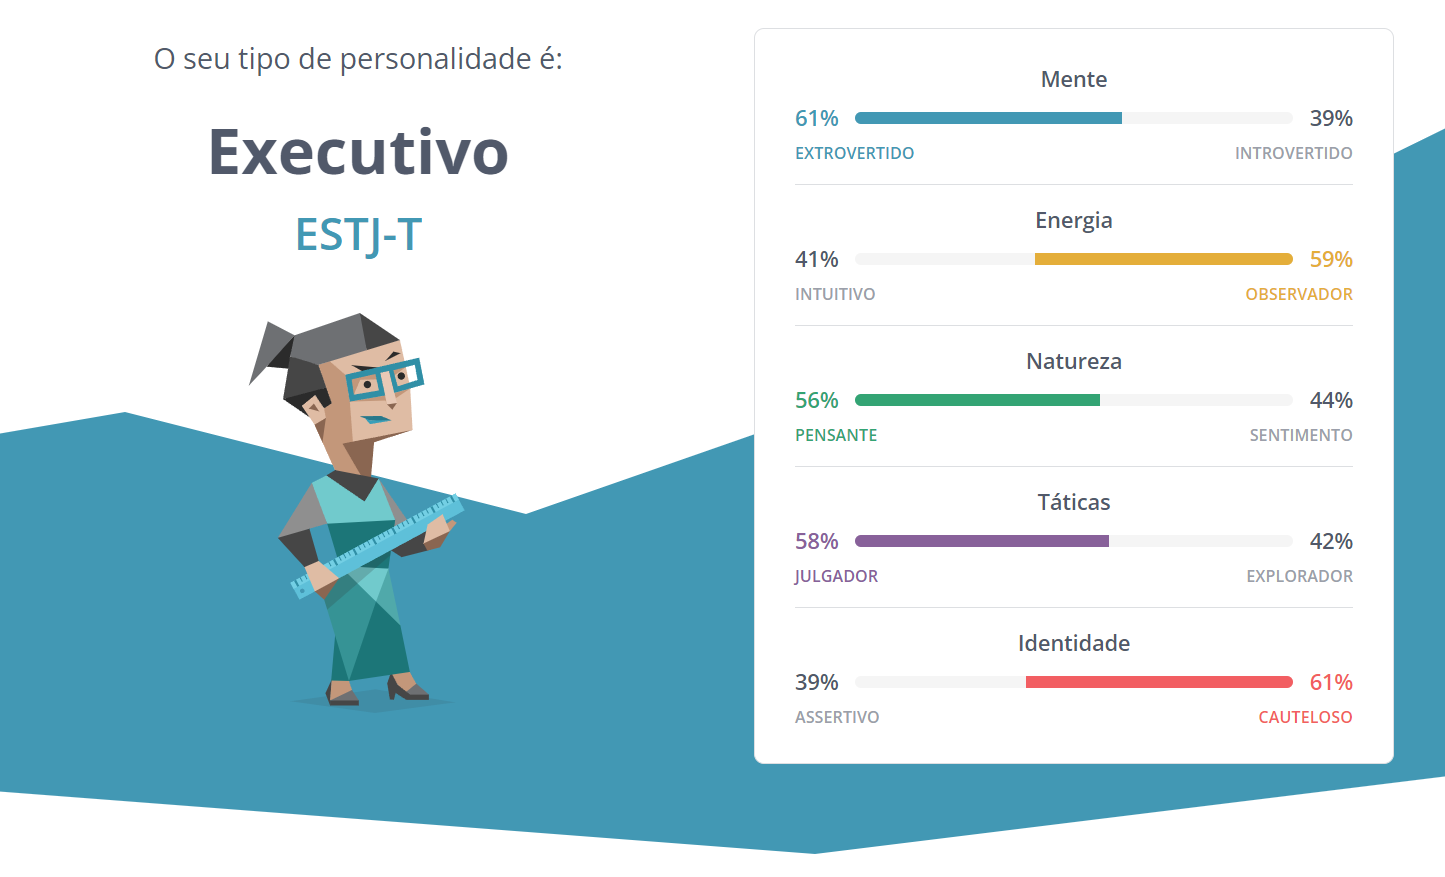 O seu tipo de personalidade é:
Executivo
ESTJ-T
Mente
61% 39%
EXTROVERTIDO INTROVERTIDO
Energia
41% 59%
INTUITIVO OBSERVADOR
Natureza
56% 44%
PENSANTE SENTIMENTO
Táticas
58% 42%
JULGADOR EXPLORADOR
Identidade
39% 61%
ASSERTIVO CAUTELOSO